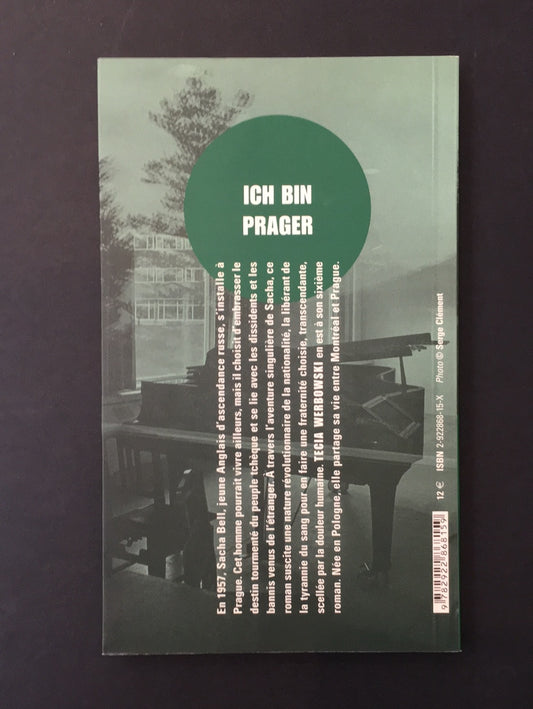 ICH BIN
PRAGER
En 1957, Sacha Bell, jeune Anglais d'ascendance russe, s'installe à
Prague. Cet homme pourrait vivre ailleurs, mais il choisit d'embrasser le
destin tourmenté du peuple tchèque et se lie avec les dissidents et les
bannis venus de l'étranger. À travers l'aventure singulière de Sacha, ce
roman suscite une nature révolutionnaire de la nationalité, la libérant de
la tyrannie du sang pour en faire une fraternité choisie, transcendante,
scellée par la douleur humaine. TECIA WERBOWSKI en est à son sixième
roman. Née en Pologne, elle partage sa vie entre Montréal et Prague.
12 € ISBN 2-922868-15-X Photo © Serge Clément
9 782922 868159